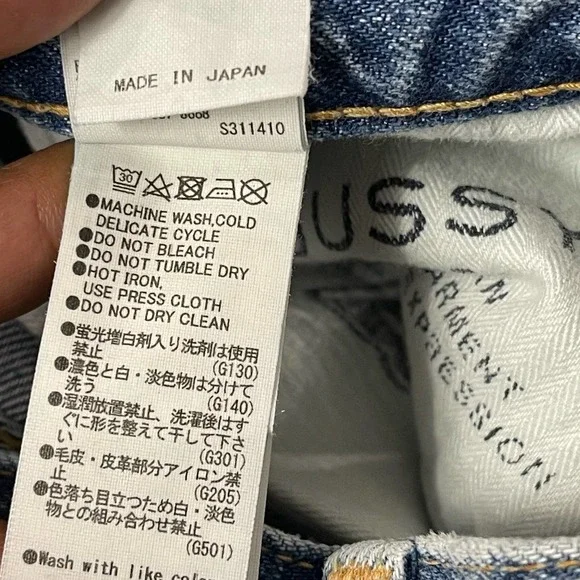 MADE IN JAPAN
6668
S311410
30
●MACHINE WASH,COLD
DELICATE CYCLE
●DO NOT BLEACH
●DO NOT TUMBLE DRY
●HOT IRON,
USE PRESS CLOTH
●DO NOT DRY CLEAN
●蛍光増白剤入り洗剤は使用
禁止 (G130)
●濃色と白・淡色物は分けて
洗う (G140)
●湿潤放置禁止、洗濯後はす
ぐに形を整えて干して下さ
い (G301)
●毛皮・皮革部分アイロン禁
止 (G205)
●色落ち目立つため白・淡色
物との組み合わせ禁止
(G501)
●Wash with like
USS
ARMENT
EXPRESSION